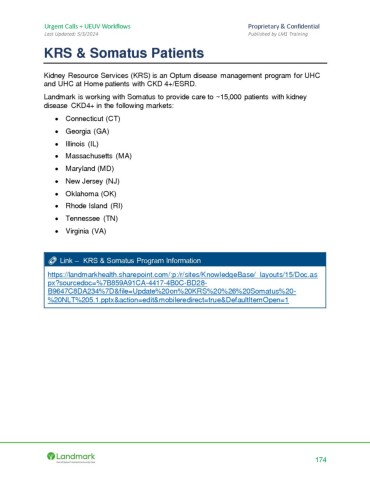 Urgent Calls + UEUV Workflows Proprietary & Confidential
Last Updated: 5/3/2024 Published by LM1 Training
KRS & Somatus Patients
Kidney Resource Services (KRS) is an Optum disease management program for UHC
and UHC at Home patients with CKD 4+/ESRD.
Landmark is working with Somatus to provide care to ~15,000 patients with kidney
disease CKD4+ in the following markets:
• Connecticut (CT)
• Georgia (GA)
• Illinois (IL)
• Massachusetts (MA)
• Maryland (MD)
• New Jersey (NJ)
• Oklahoma (OK)
• Rhode Island (RI)
• Tennessee (TN)
• Virginia (VA)
Link – KRS & Somatus Program Information
https://landmarkhealth.sharepoint.com/:p:/r/sites/KnowledgeBase/_layouts/15/Doc.as
px?sourcedoc=%7B859A91CA-4417-4B0C-BD28-
B9647C8DA234%7D&file=Update%20on%20KRS%20%26%20Somatus%20-
%20NLT%205.1.pptx&action=edit&mobileredirect=true&DefaultItemOpen=1
Landmark
174